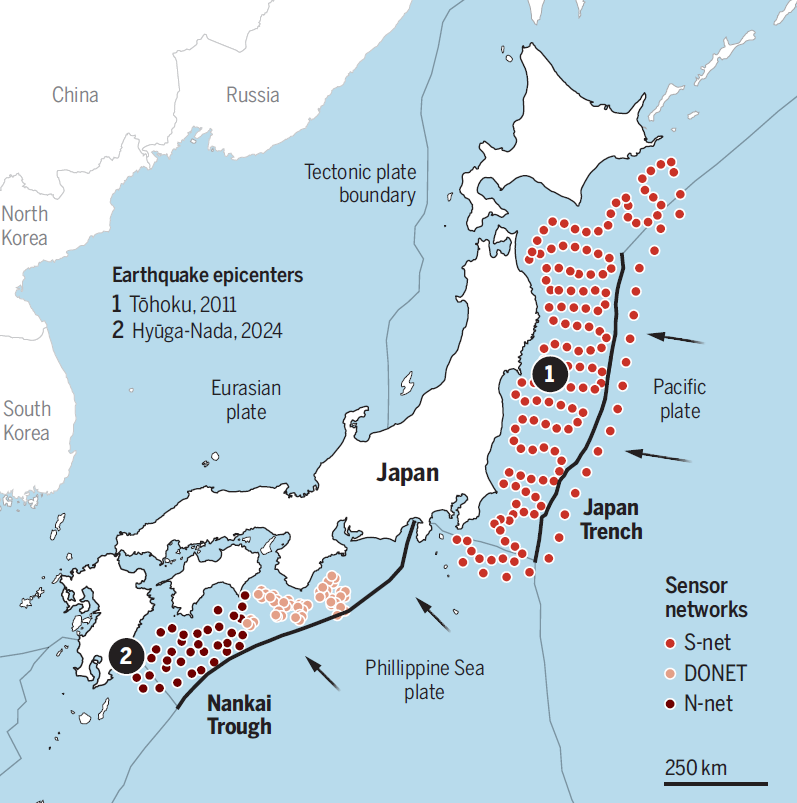 China
Russia
Tectonic plate
boundary
North
Korea
Earthquake epicenters
1 Tōhoku, 2011
2 Hyūga-Nada, 2024
1
Eurasian
plate
Pacific
plate
South
Korea
Japan
Japan
Trench
Sensor
networks
S-net
DONET
N-net
2
Phillippine Sea
plate
Nankai
Trough
250 km